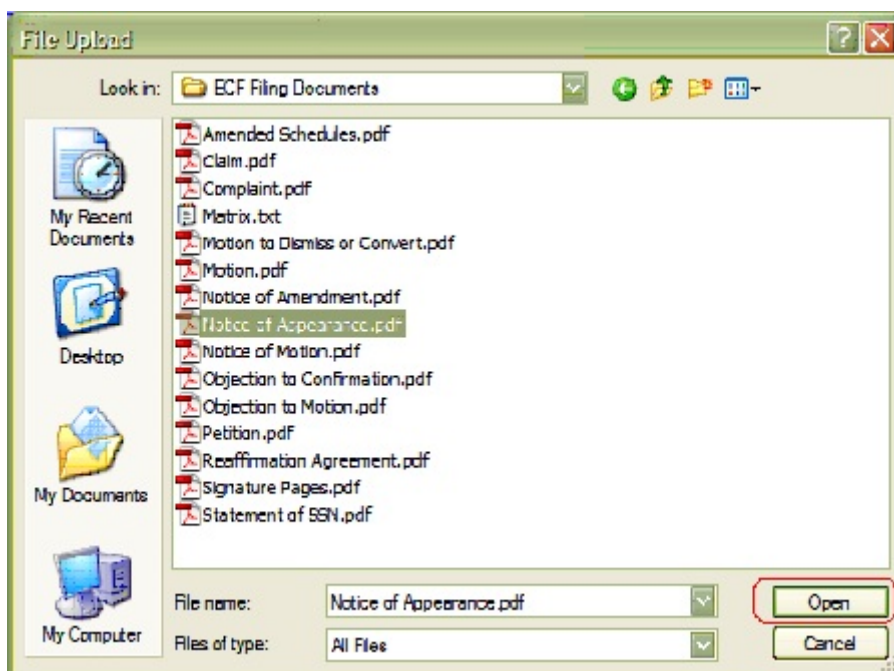 File Upload
Look in: ECF Filing Documents
Amended Schedules.pdf
Claim.pdf
Complaint.pdf
Matrix.txt
Motion to Dismiss or Convert.pdf
Motion.pdf
Notice of Amendment.pdf
Notice of Appearance.pdf
Notice of Motion.pdf
Objection to Confirmation.pdf
Objection to Motion.pdf
Petition.pdf
Reaffirmation Agreement.pdf
Signature Pages.pdf
Statement of SSN.pdf
My Recent
Documents
Desktop
My Documents
My Computer
File name: Notice of Appearance.pdf Open
Files of type: All Files Cancel